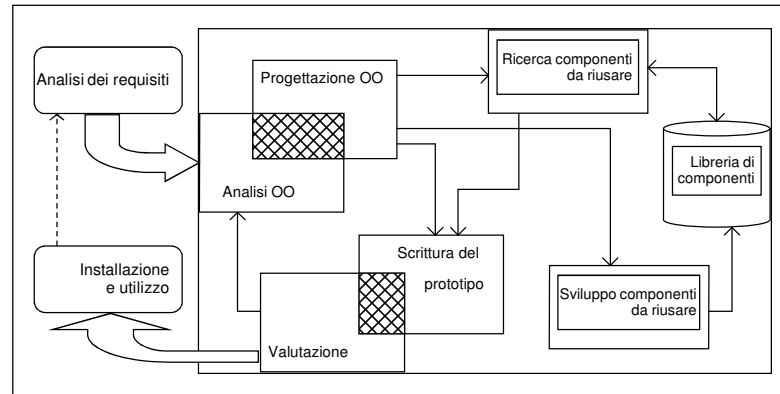 Analisi dei requisiti
Progettazione OO
Ricerca componenti
da riusare
Libreria di
componenti
Analisi OO
Installazione
e utilizzo
Scrittura del
prototipo
Sviluppo componenti
da riusare
Valutazione